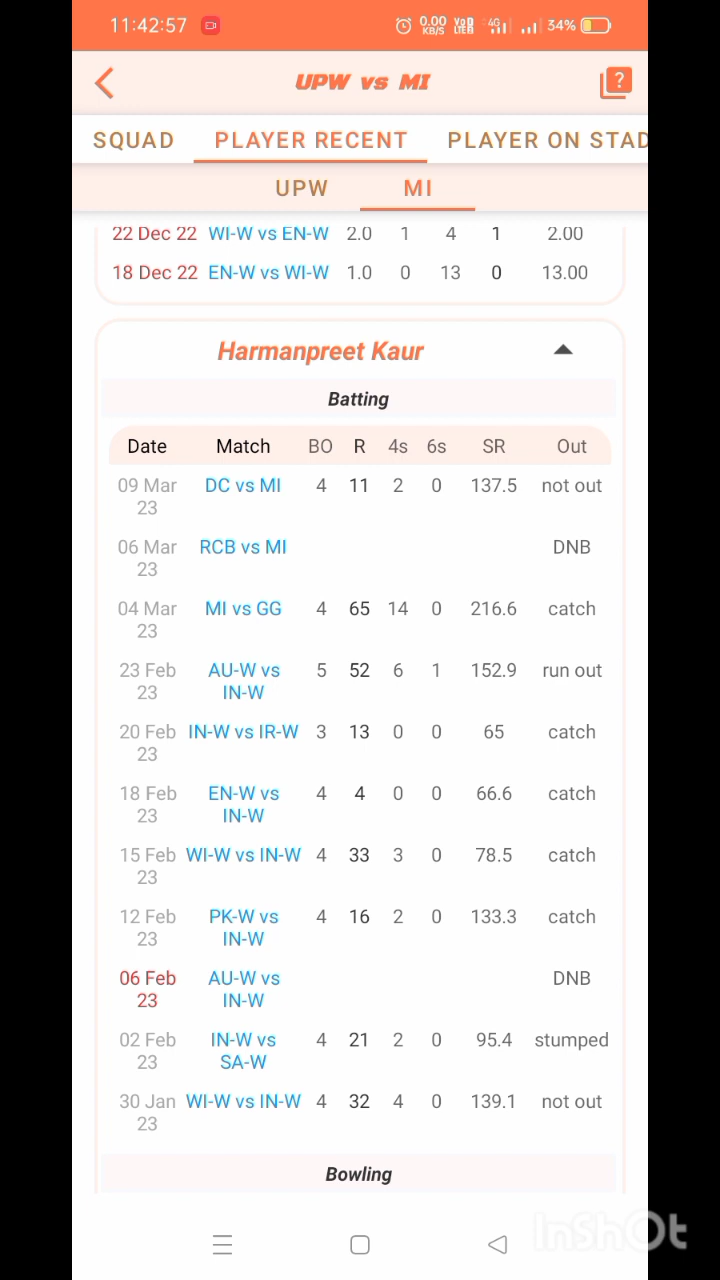 11:42:57 0.00 KB/S Vo LTE 4G 34%
UPW vs MI ?
SQUAD PLAYER RECENT PLAYER ON STAD
UPW MI
22 Dec 22 WI-W vs EN-W 2.0 1 4 1 2.00
18 Dec 22 EN-W vs WI-W 1.0 0 13 0 13.00
Harmanpreet Kaur
Batting
Date Match BO R 4s 6s SR Out
09 Mar DC vs MI 4 11 2 0 137.5 not out
23
06 Mar RCB vs MI DNB
23
04 Mar MI vs GG 4 65 14 0 216.6 catch
23
23 Feb AU-W vs 5 52 6 1 152.9 run out
23 IN-W
20 Feb IN-W vs IR-W 3 13 0 0 65 catch
23
18 Feb EN-W vs 4 4 0 0 66.6 catch
23 IN-W
15 Feb WI-W vs IN-W 4 33 3 0 78.5 catch
23
12 Feb PK-W vs 4 16 2 0 133.3 catch
23 IN-W
06 Feb AU-W vs DNB
23 IN-W
02 Feb IN-W vs 4 21 2 0 95.4 stumped
23 SA-W
30 Jan WI-W vs IN-W 4 32 4 0 139.1 not out
23
Bowling
InShOt